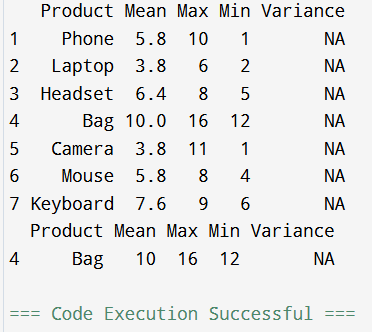 Product Mean Max Min Variance
1 Phone 5.8 10 1 NA
2 Laptop 3.8 6 2 NA
3 Headset 6.4 8 5 NA
4 Bag 10.0 16 12 NA
5 Camera 3.8 11 1 NA
6 Mouse 5.8 8 4 NA
7 Keyboard 7.6 9 6 NA
Product Mean Max Min Variance
4 Bag 10 16 12 NA
=== Code Execution Successful ===